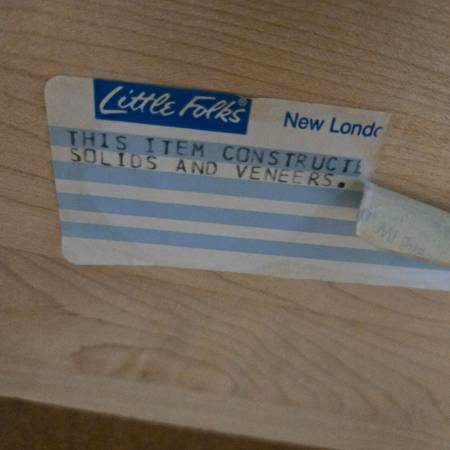 Little Folks®
New Londo
THIS ITEM CONSTRUCTE
SOLIDS AND VENEERS.